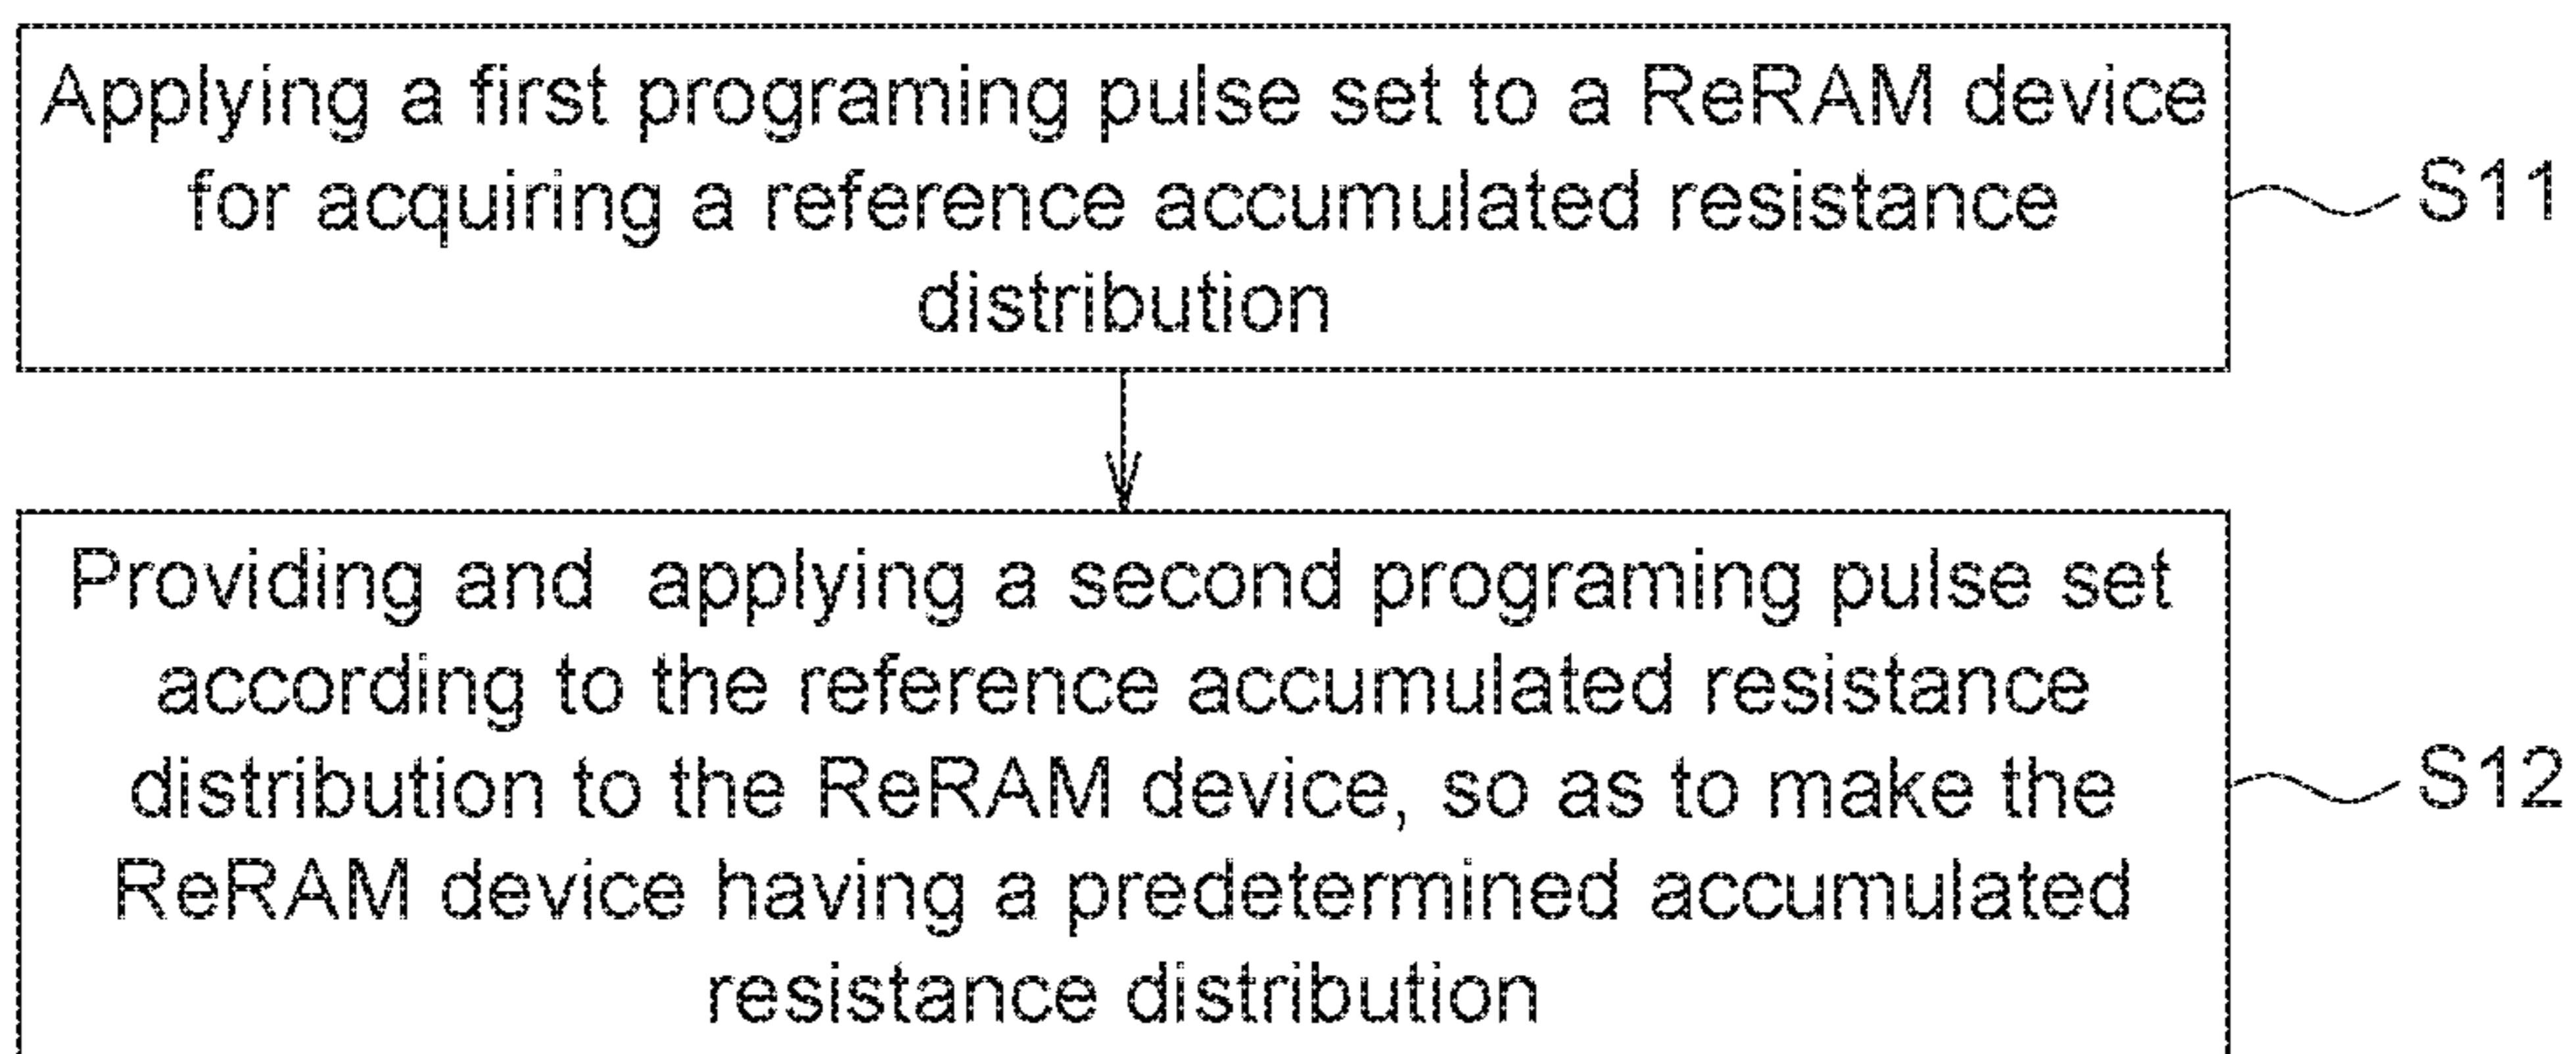 Applying a first programing pulse set to a ReRAM device
for acquiring a reference accumulated resistance
distribution
S11
Providing and  applying a second programing pulse set
according to the reference accumulated resistance
distribution to the ReRAM device, so as to make the
ReRAM device having a predetermined accumulated
resistance distribution
S12